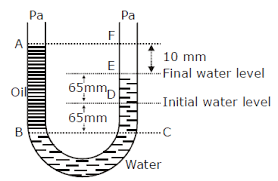 Pa Pa
A F
10 mm
E Final water level
65mm
Oil D Initial water level
65mm
B C
Water